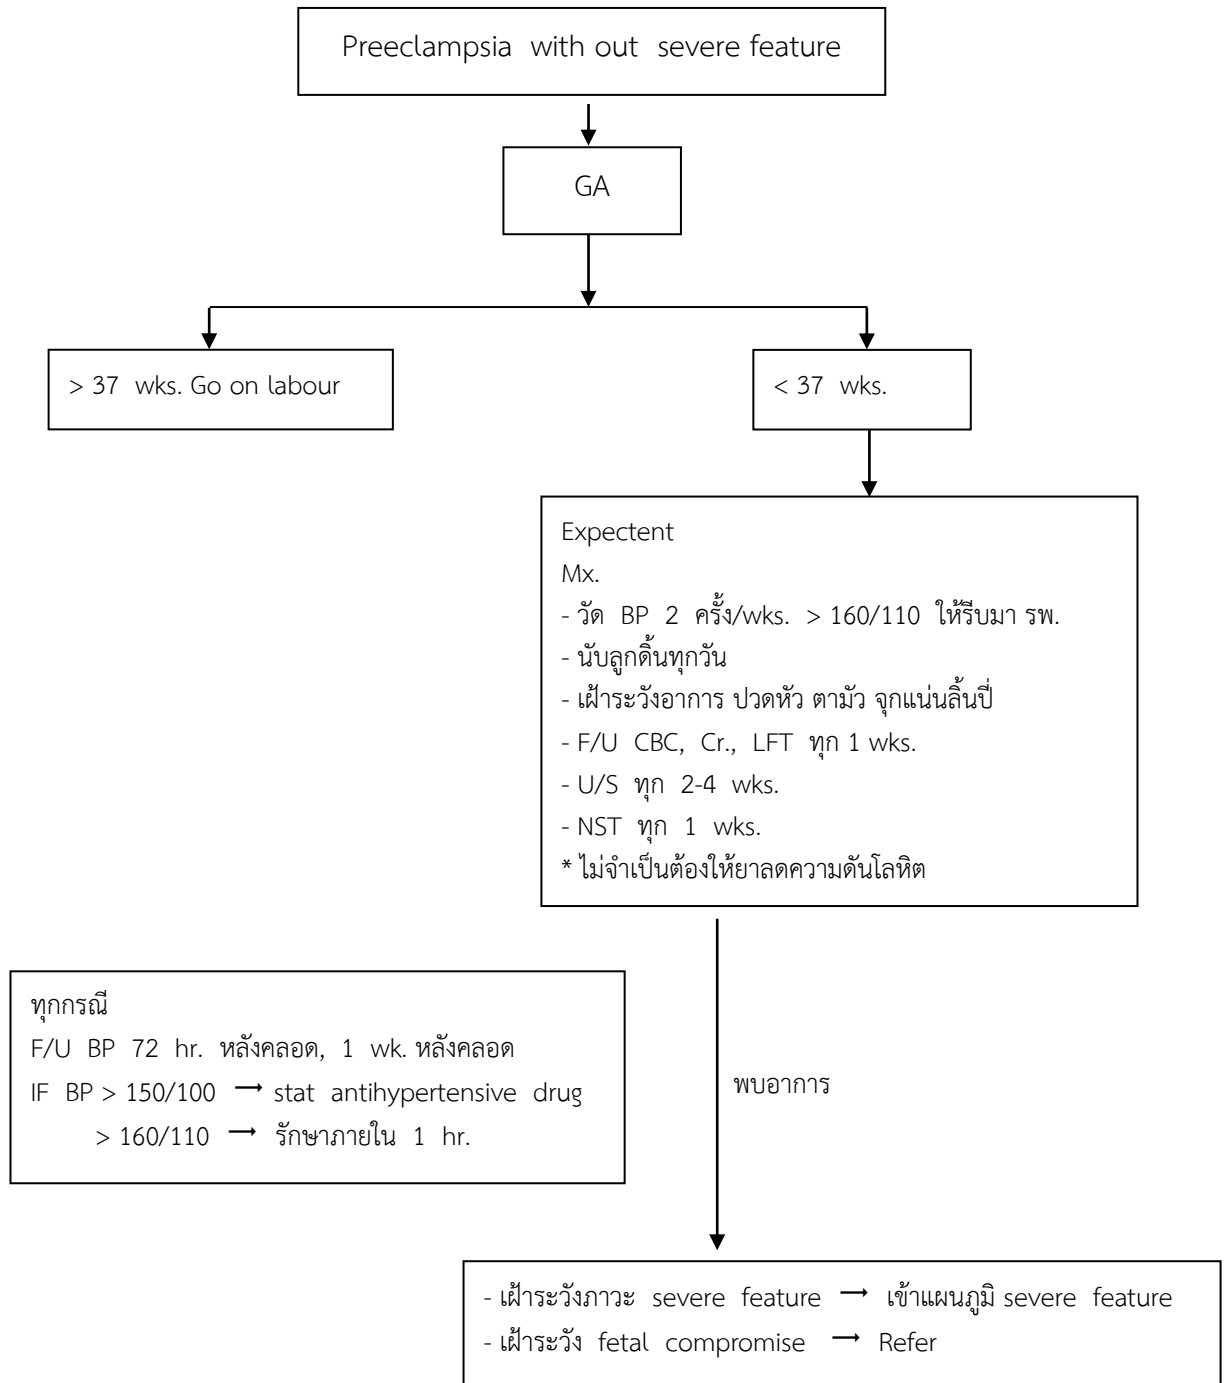 Preeclampsia with out severe feature
GA
> 37 wks. Go on labour
< 37 wks.
Expectent
Mx.
- วัด BP 2 ครั้ง/wks. > 160/110 ให้รีบมา รพ.
- นับลูกดิ้นทุกวัน
- เฝ้าระวังอาการ ปวดหัว ตามัว จุกแน่นลิ้นปี่
- F/U CBC, Cr., LFT ทุก 1 wks.
- U/S ทุก 2-4 wks.
- NST ทุก 1 wks.
* ไม่จำเป็นต้องให้ยาลดความดันโลหิต
ทุกกรณี
F/U BP 72 hr. หลังคลอด, 1 wk. หลังคลอด
IF BP > 150/100 → stat antihypertensive drug
> 160/110 → รักษาภายใน 1 hr.
พบอาการ
- เฝ้าระวังภาวะ severe feature → เข้าแผนภูมิ severe feature
- เฝ้าระวัง fetal compromise → Refer